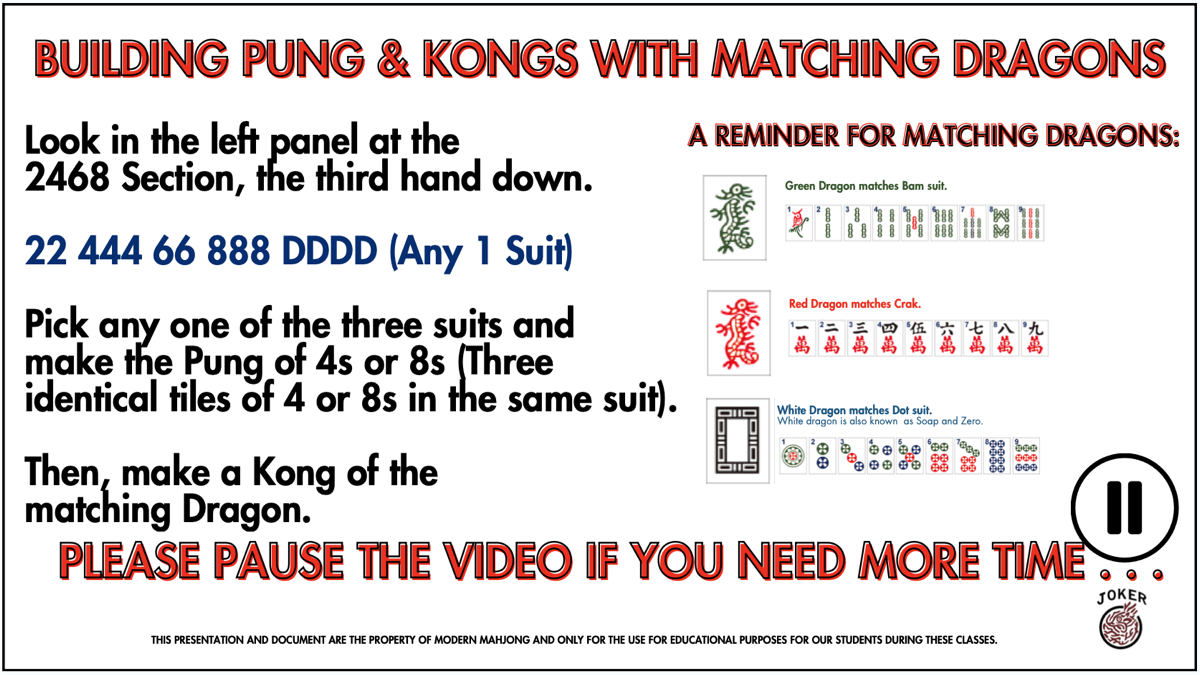 BUILDING PUNG & KONGS WITH MATCHING DRAGONS
Look in the left panel at the
2468 Section, the third hand down.
22 444 66 888 DDDD (Any 1 Suit)
Pick any one of the three suits and
make the Pung of 4s or 8s (Three
identical tiles of 4 or 8s in the same suit).
Then, make a Kong of the
matching Dragon.
A REMINDER FOR MATCHING DRAGONS:
Green Dragon matches Bam suit.
1 2 3 4 5 6 7 8 9
Red Dragon matches Crak.
1 2 3 4 5 6 7 8 9
一 二 三 四 伍 六 七 八 九
萬 萬 萬 萬 萬 萬 萬 萬 萬
White Dragon matches Dot suit.
White dragon is also known as Soap and Zero.
1 2 3 4 5 6 7 8 9
PLEASE PAUSE THE VIDEO IF YOU NEED MORE TIME . . .
JOKER
THIS PRESENTATION AND DOCUMENT ARE THE PROPERTY OF MODERN MAHJONG AND ONLY FOR THE USE FOR EDUCATIONAL PURPOSES FOR OUR STUDENTS DURING THESE CLASSES.